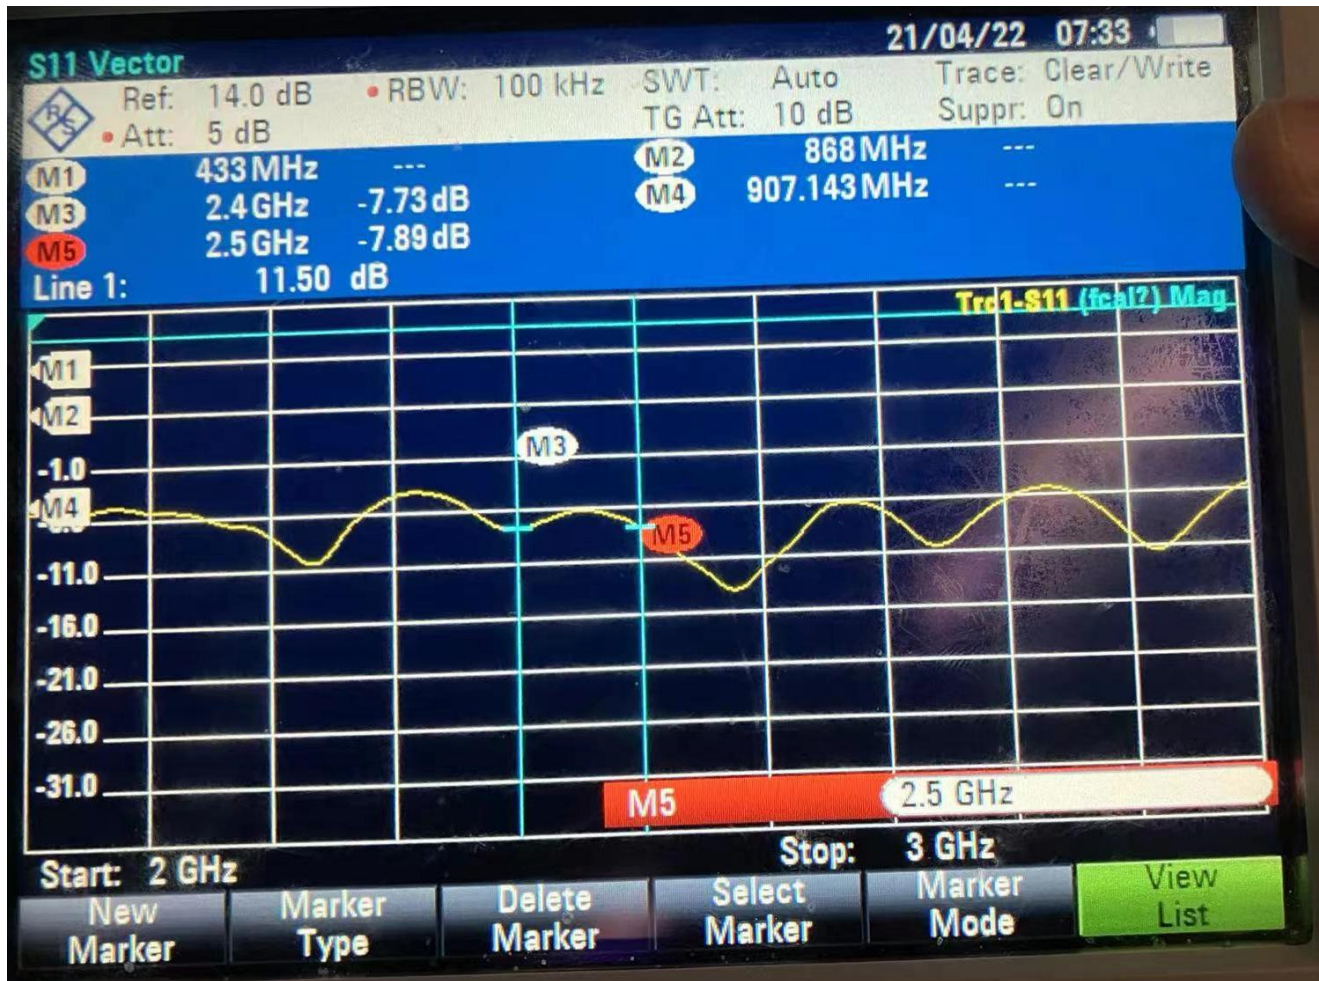 21/04/22 07:33
S11 Vector
Ref: 14.0 dB • RBW: 100 kHz SWT: Auto Trace: Clear/Write
R&S • Att: 5 dB TG Att: 10 dB Suppr: On
M1 433 MHz --- M2 868 MHz ---
M3 2.4 GHz -7.73 dB M4 907.143 MHz ---
M5 2.5 GHz -7.89 dB
Line 1: 11.50 dB
Trc1-S11 (fcal?) Mag
M1
M2
M3
-1.0
M4
M5
-11.0
-16.0
-21.0
-26.0
-31.0
M5 2.5 GHz
Start: 2 GHz Stop: 3 GHz
New Marker
Marker Type
Delete Marker
Select Marker
Marker Mode
View List